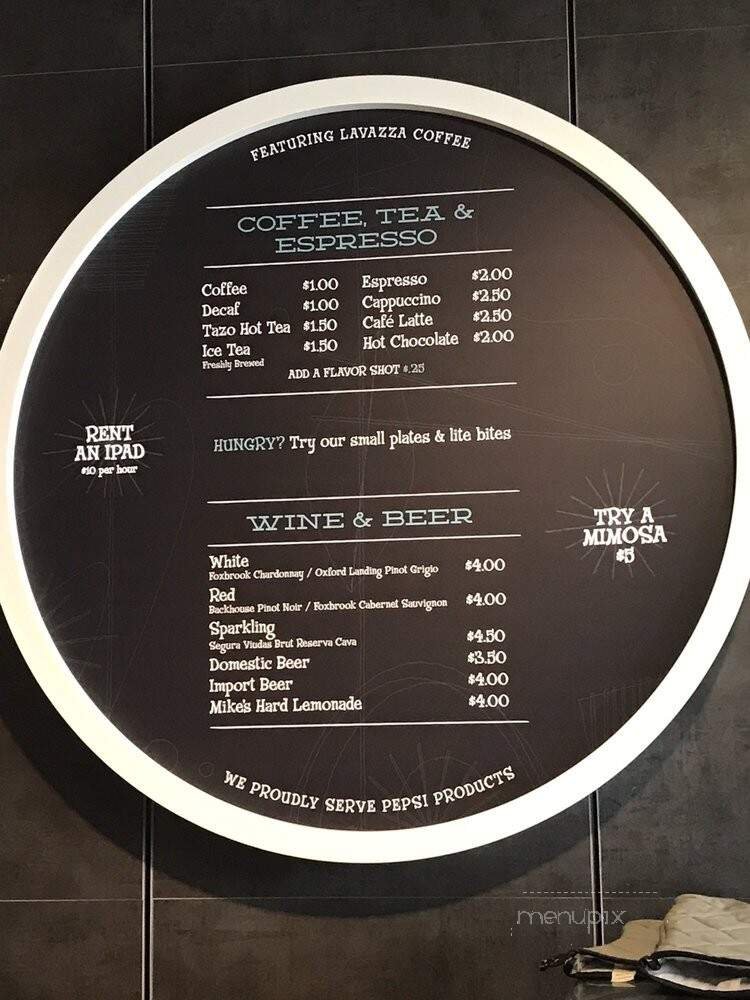 FEATURING LAVAZZA COFFEE
COFFEE, TEA &
ESPRESSO
Coffee $1.00
Decaf $1.00
Tazo Hot Tea $1.50
Ice Tea $1.50
Freshly Brewed
Espresso $2.00
Cappuccino $2.50
Café Latte $2.50
Hot Chocolate $2.00
ADD A FLAVOR SHOT $.25
RENT
AN IPAD
$10 per hour
HUNGRY? Try our small plates & lite bites
WINE & BEER
White $4.00
Foxbrook Chardonnay / Oxford Landing Pinot Grigio
Red $4.00
Backhouse Pinot Noir / Foxbrook Cabernet Sauvignon
Sparkling $4.50
Segura Viudas Brut Reserva Cava
Domestic Beer $3.50
Import Beer $4.00
Mike's Hard Lemonade $4.00
TRY A
MIMOSA
$5
WE PROUDLY SERVE PEPSI PRODUCTS
menupix